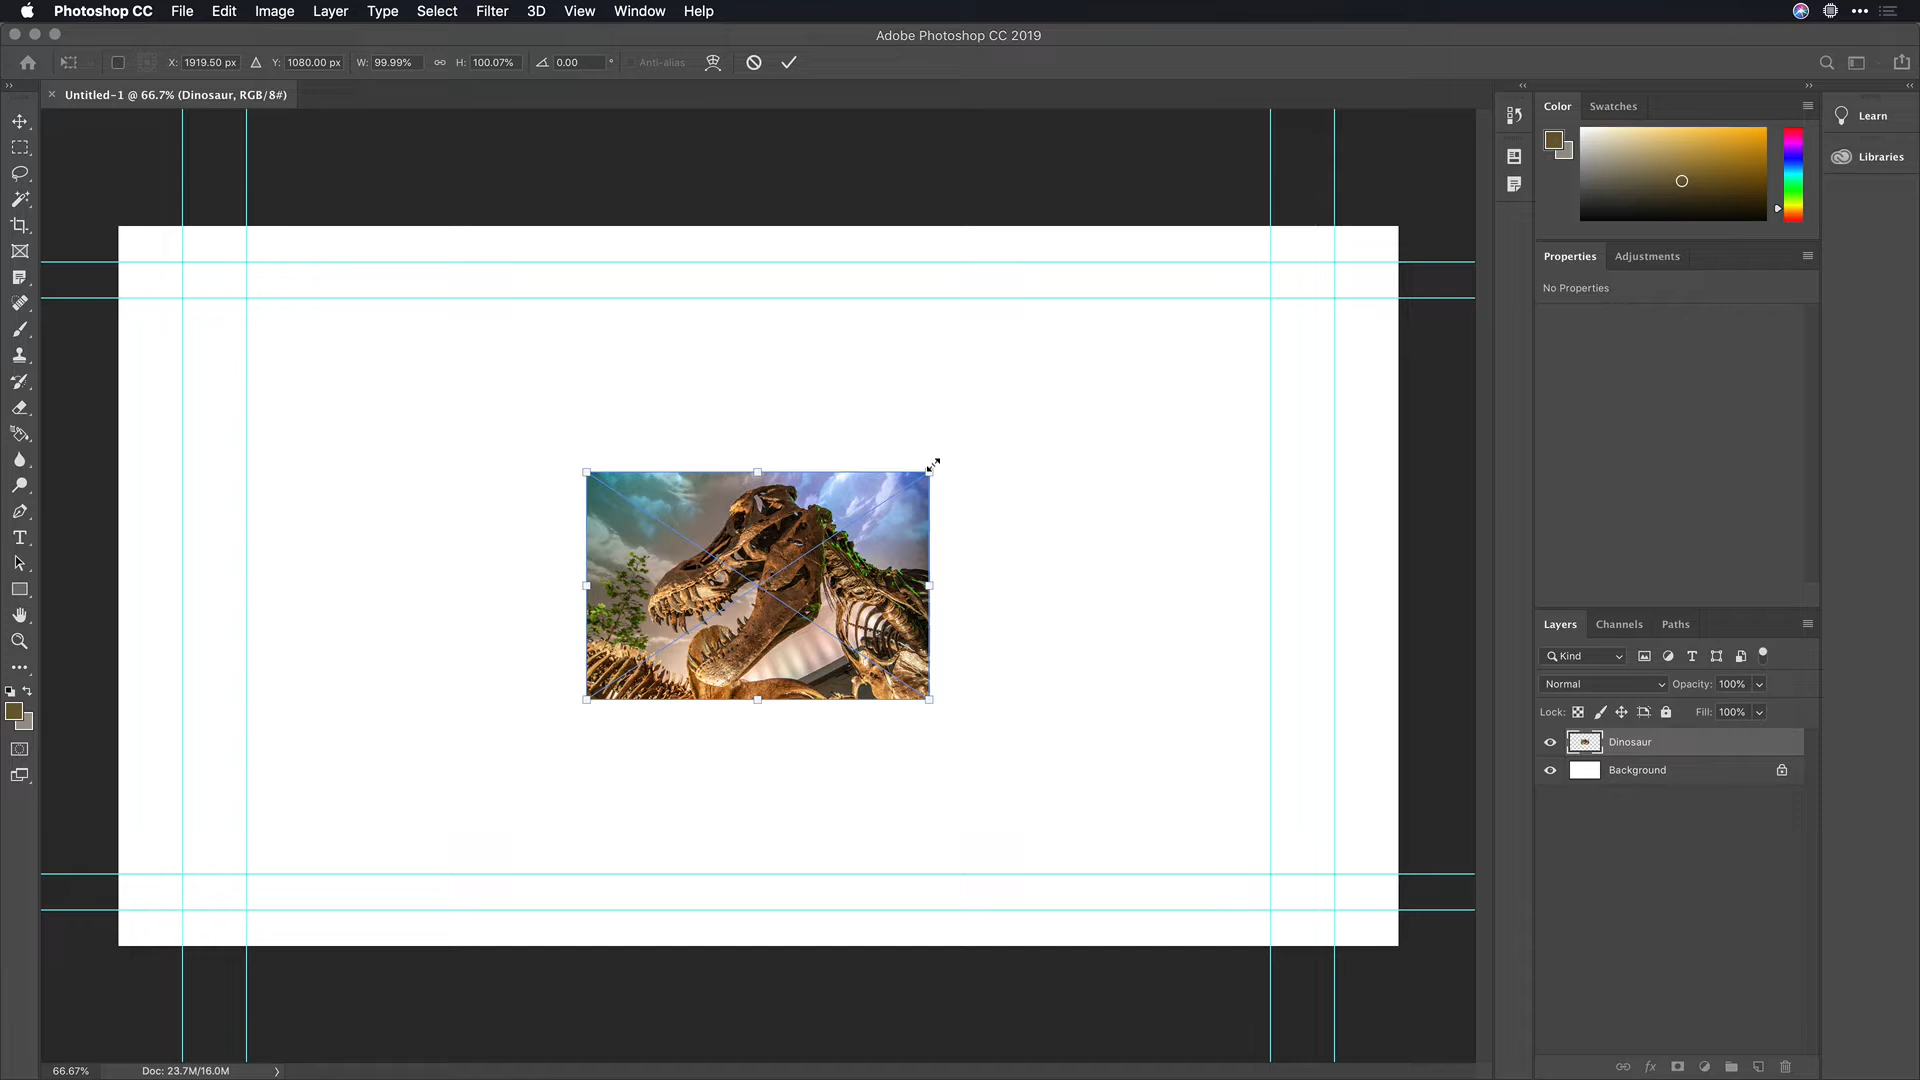 Photoshop CC File Edit Image Layer Type Select Filter 3D View Window Help
Adobe Photoshop CC 2019
X: 1919.50 px Y: 1080.00 px W: 99.99% H: 100.07% 0.00 ° Anti-alias
Untitled-1 @ 66.7% (Dinosaur, RGB/8#)
Color Swatches
Learn
Libraries
Properties Adjustments
No Properties
Layers Channels Paths
Kind
Normal Opacity: 100%
Lock: Fill: 100%
Dinosaur
Background
66.67% Doc: 23.7M/16.0M